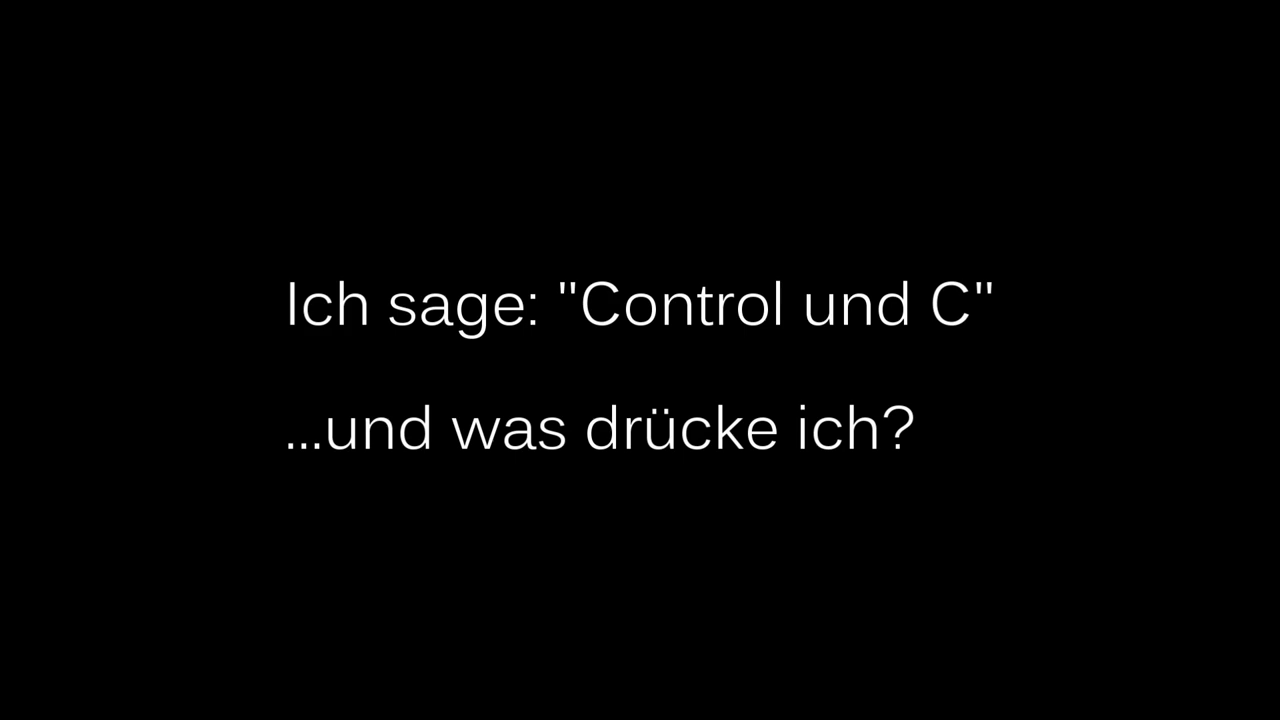 Ich sage: "Control und C"
...und was drücke ich?